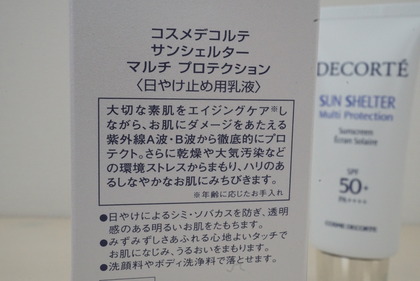 コスメデコルテ
サンシェルター
マルチ プロテクション
〈日やけ止め用乳液〉
大切な素肌をエイジングケア※し
ながら、お肌にダメージをあたえる
紫外線A波・B波から徹底的にプロ
テクト。さらに乾燥や大気汚染など
の環境ストレスからまもり、ハリのあ
るしなやかなお肌にみちびきます。
※年齢に応じたお手入れ
●日やけによるシミ・ソバカスを防ぎ、透明
感のある明るいお肌をたもちます。
●みずみずしさあふれる心地よいタッチで
お肌になじみ、うるおいをまもります。
●洗顔料やボディ洗浄料で落とせます。
DECORTÉ
SUN SHELTER
Multi Protection
Sunscreen
Écran Solaire
SPF
50+
PA++++
COSME DECORTE